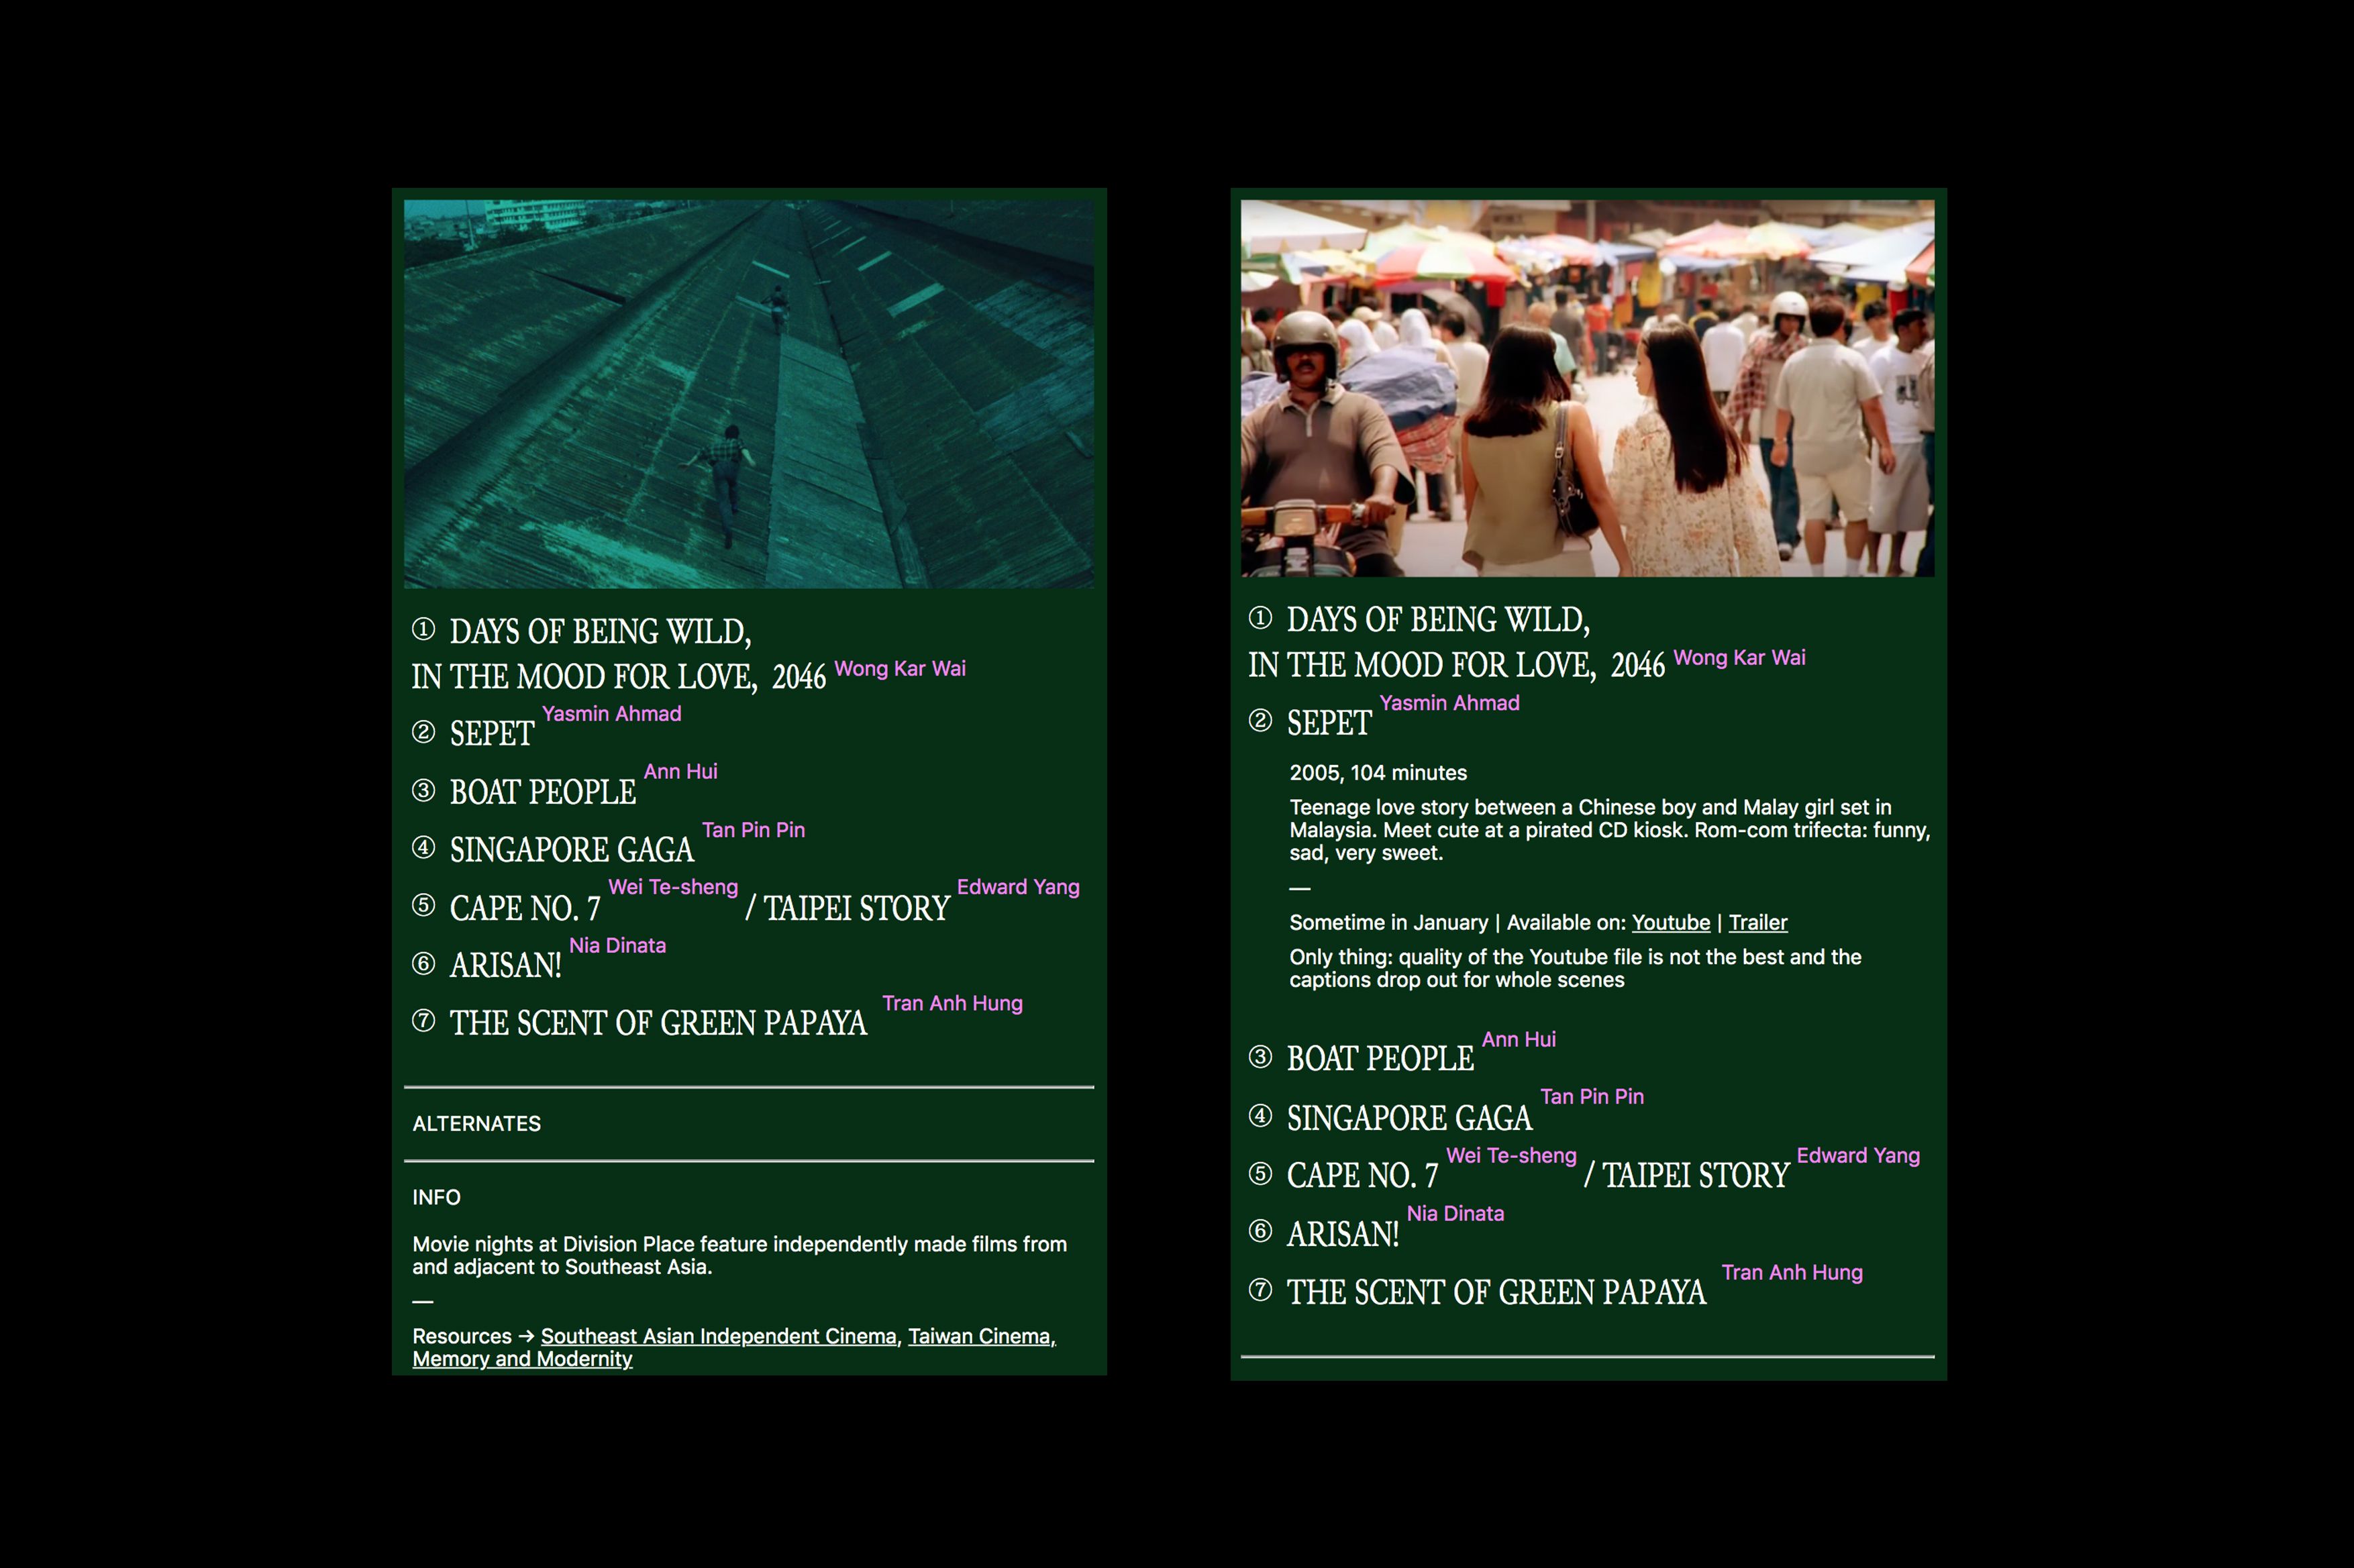 ① DAYS OF BEING WILD,
IN THE MOOD FOR LOVE, 2046 Wong Kar Wai
② SEPET Yasmin Ahmad
③ BOAT PEOPLE Ann Hui
④ SINGAPORE GAGA Tan Pin Pin
⑤ CAPE NO. 7 Wei Te-sheng / TAIPEI STORY Edward Yang
⑥ ARISAN! Nia Dinata
⑦ THE SCENT OF GREEN PAPAYA Tran Anh Hung
ALTERNATES
INFO
Movie nights at Division Place feature independently made films from
and adjacent to Southeast Asia.
—
Resources → Southeast Asian Independent Cinema, Taiwan Cinema,
Memory and Modernity
① DAYS OF BEING WILD,
IN THE MOOD FOR LOVE, 2046 Wong Kar Wai
② SEPET Yasmin Ahmad
2005, 104 minutes
Teenage love story between a Chinese boy and Malay girl set in
Malaysia. Meet cute at a pirated CD kiosk. Rom-com trifecta: funny,
sad, very sweet.
—
Sometime in January | Available on: Youtube | Trailer
Only thing: quality of the Youtube file is not the best and the
captions drop out for whole scenes
③ BOAT PEOPLE Ann Hui
④ SINGAPORE GAGA Tan Pin Pin
⑤ CAPE NO. 7 Wei Te-sheng / TAIPEI STORY Edward Yang
⑥ ARISAN! Nia Dinata
⑦ THE SCENT OF GREEN PAPAYA Tran Anh Hung